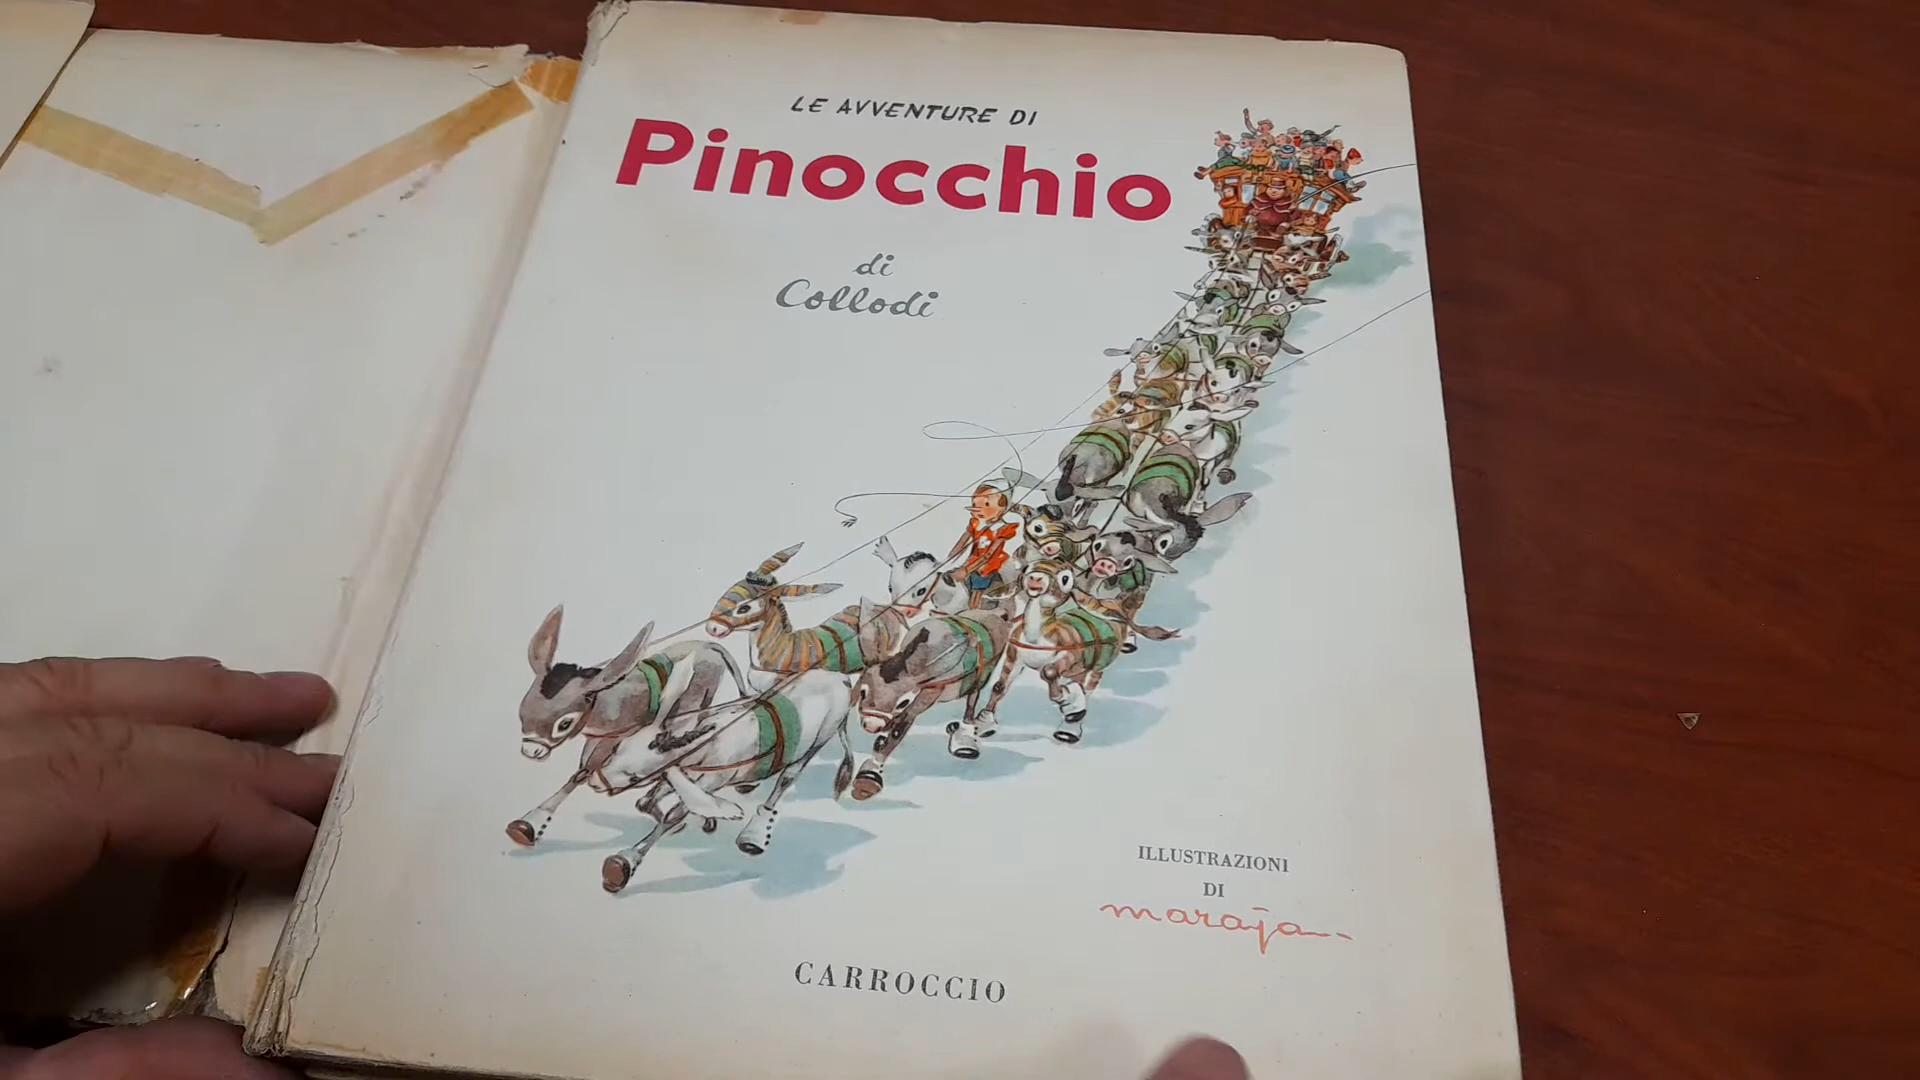 LE AVVENTURE DI
Pinocchio
di
Collodi
ILLUSTRAZIONI
DI
maraja
CARROCCIO